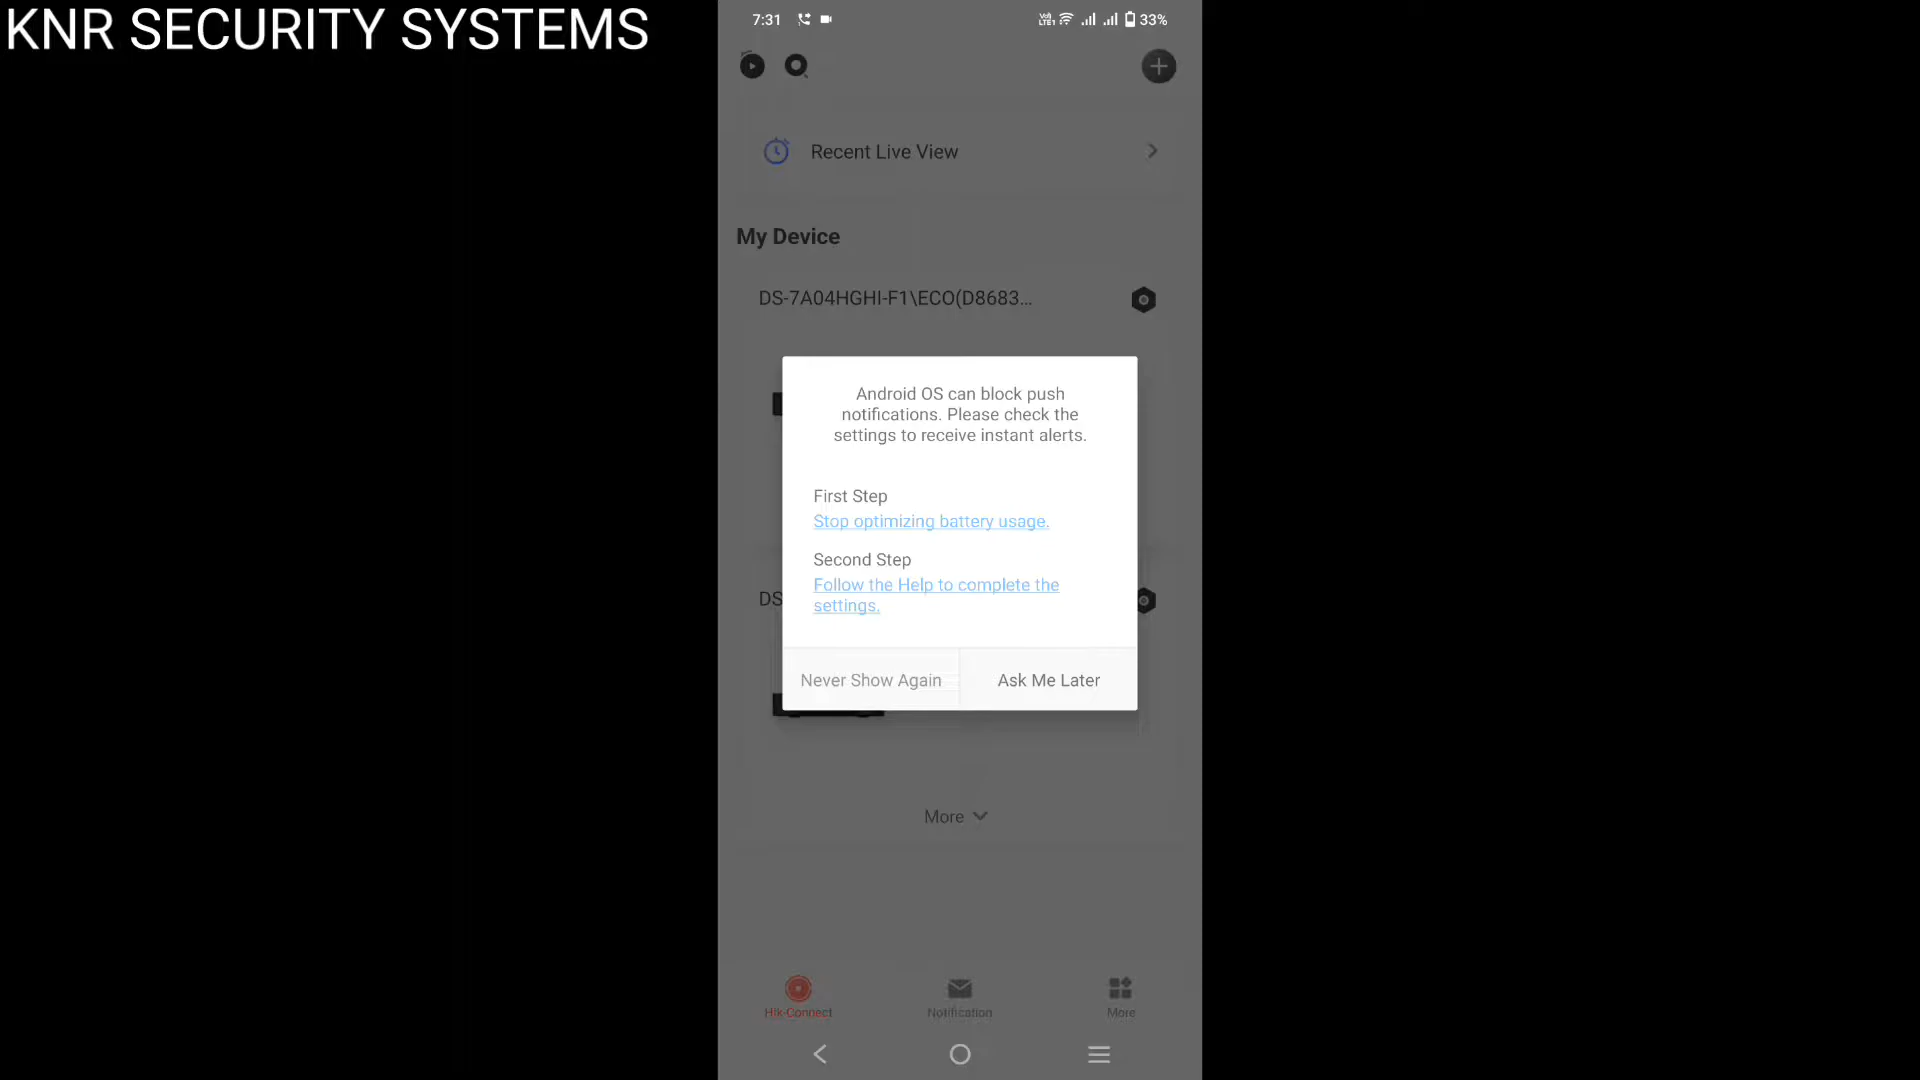 KNR SECURITY SYSTEMS
7:31
33%
Recent Live View
My Device
DS-7A04HGHI-F1\ECO(D8683...
Android OS can block push
notifications. Please check the
settings to receive instant alerts.
First Step
Stop optimizing battery usage.
Second Step
Follow the Help to complete the
settings.
DS
Never Show Again
Ask Me Later
More
Hik-Connect
Notification
More